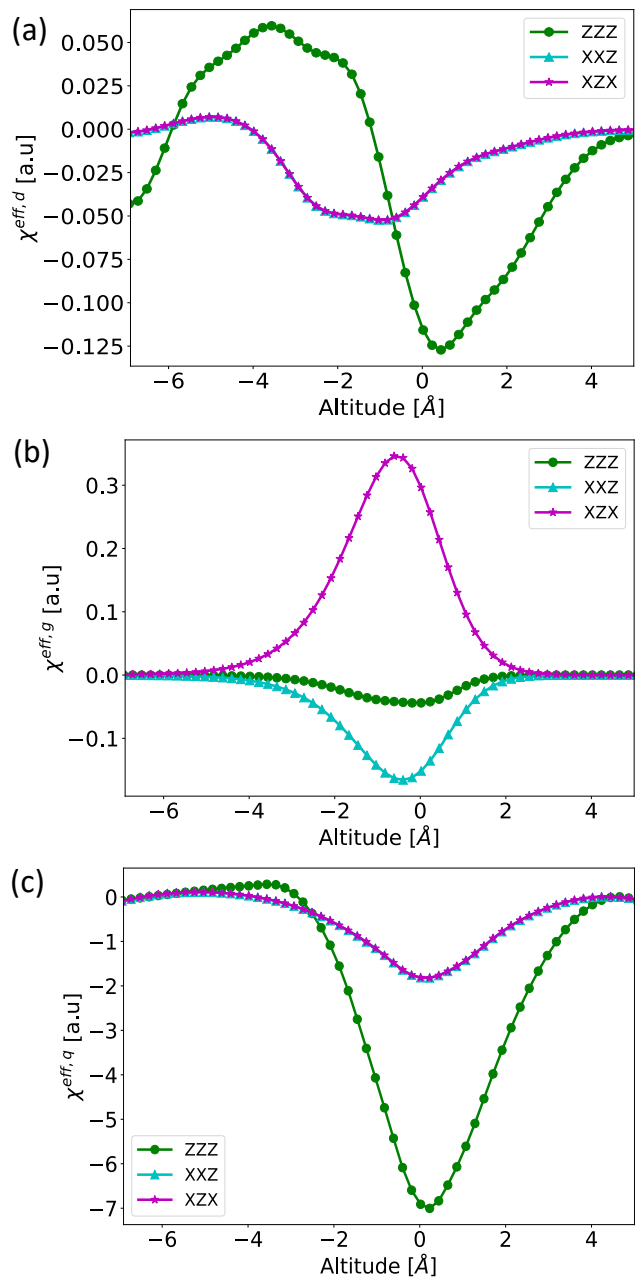 (a)
0.050
0.025
0.000
−0.025
−0.050
−0.075
−0.100
−0.125
χ^{eff,d} [a.u]
ZZZ
XXZ
XZX
−6 −4 −2 0 2 4
Altitude [Å]
(b)
0.3
0.2
0.1
0.0
−0.1
χ^{eff,g} [a.u]
ZZZ
XXZ
XZX
−6 −4 −2 0 2 4
Altitude [Å]
(c)
0
−1
−2
−3
−4
−5
−6
−7
χ^{eff,q} [a.u]
ZZZ
XXZ
XZX
−6 −4 −2 0 2 4
Altitude [Å]